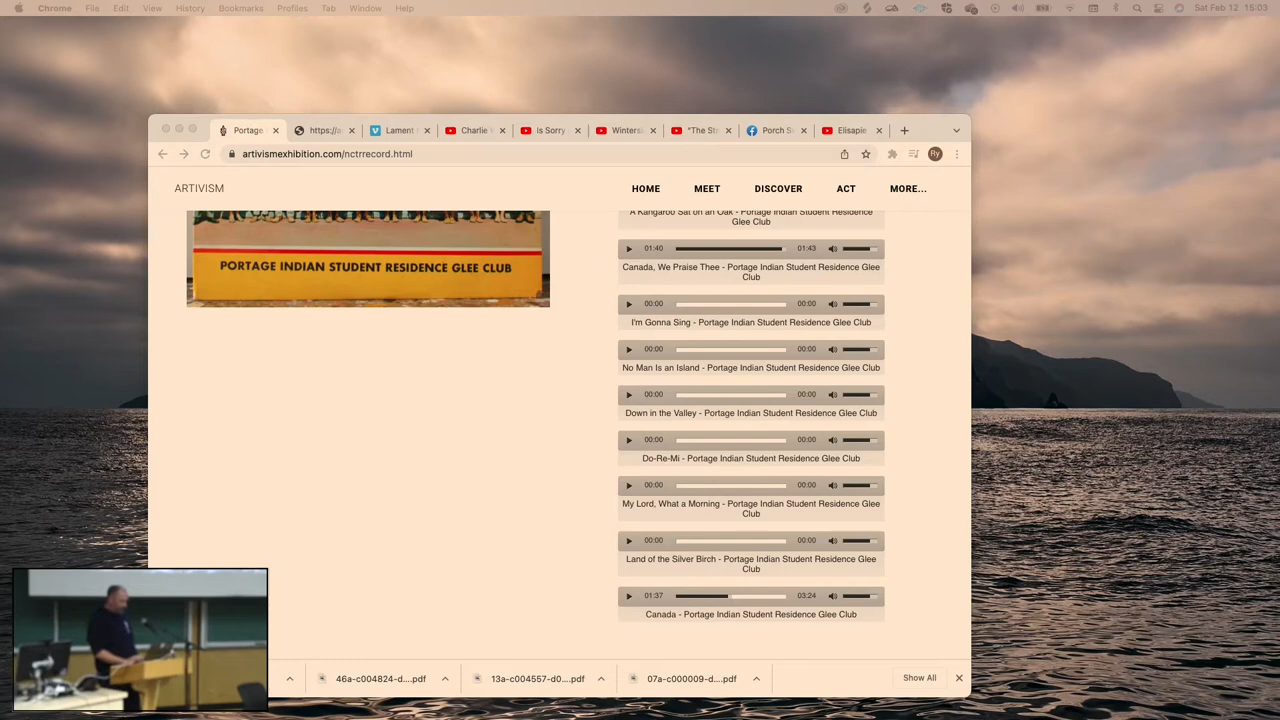 Chrome File Edit View History Bookmarks Profiles Tab Window Help
Sat Feb 12 15:03
Portage
https://a
Lament
Charlie
Is Sorry
Winters
"The St
Porch S
Elisapie
artivismexhibition.com/nctrrecord.html
Ry
ARTIVISM
HOME MEET DISCOVER ACT MORE...
A Kangaroo Sat on an Oak - Portage Indian Student Residence
Glee Club
PORTAGE INDIAN STUDENT RESIDENCE GLEE CLUB
01:40 01:43
Canada, We Praise Thee - Portage Indian Student Residence Glee
Club
00:00 00:00
I'm Gonna Sing - Portage Indian Student Residence Glee Club
00:00 00:00
No Man Is an Island - Portage Indian Student Residence Glee Club
00:00 00:00
Down in the Valley - Portage Indian Student Residence Glee Club
00:00 00:00
Do-Re-Mi - Portage Indian Student Residence Glee Club
00:00 00:00
My Lord, What a Morning - Portage Indian Student Residence Glee
Club
00:00 00:00
Land of the Silver Birch - Portage Indian Student Residence Glee
Club
01:37 03:24
Canada - Portage Indian Student Residence Glee Club
46a-c004824-d....pdf
13a-c004557-d0....pdf
07a-c000009-d....pdf
Show All